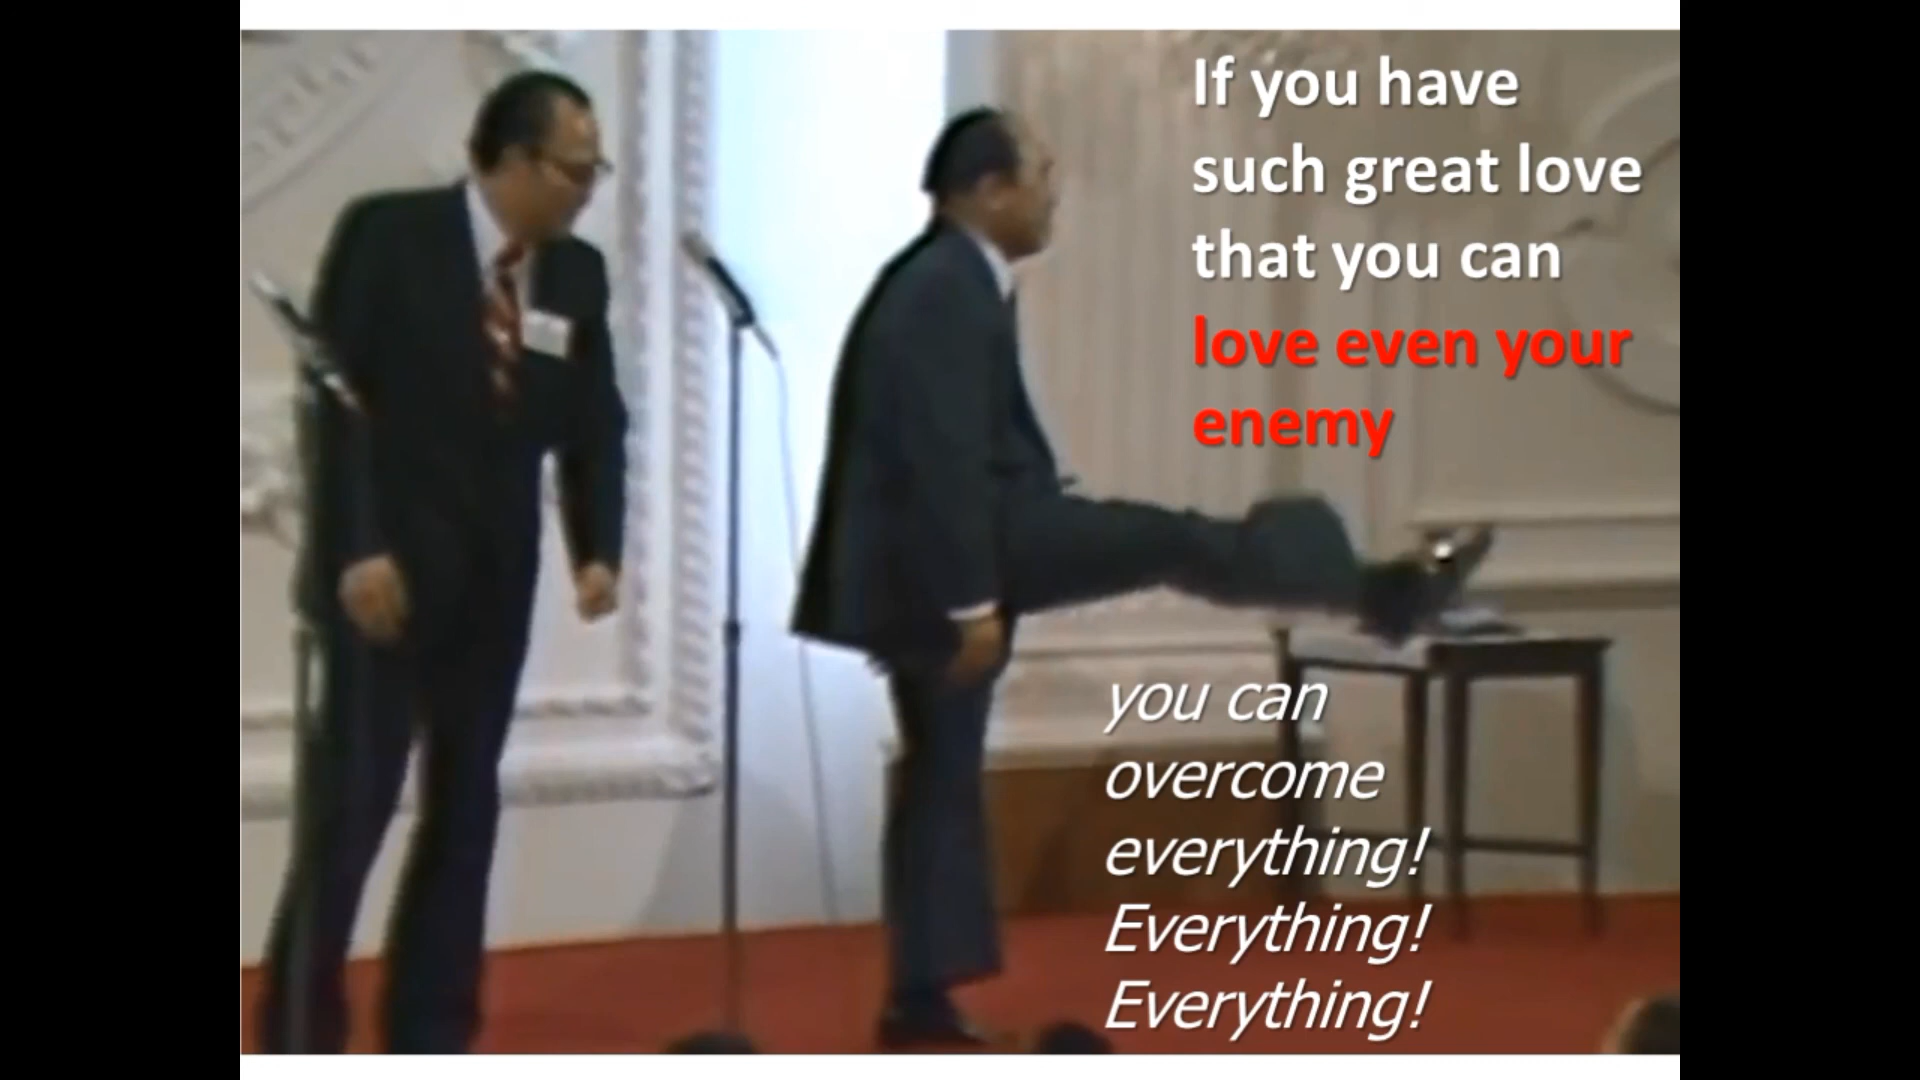 If you have
such great love
that you can
love even your
enemy
you can
overcome
everything!
Everything!
Everything!